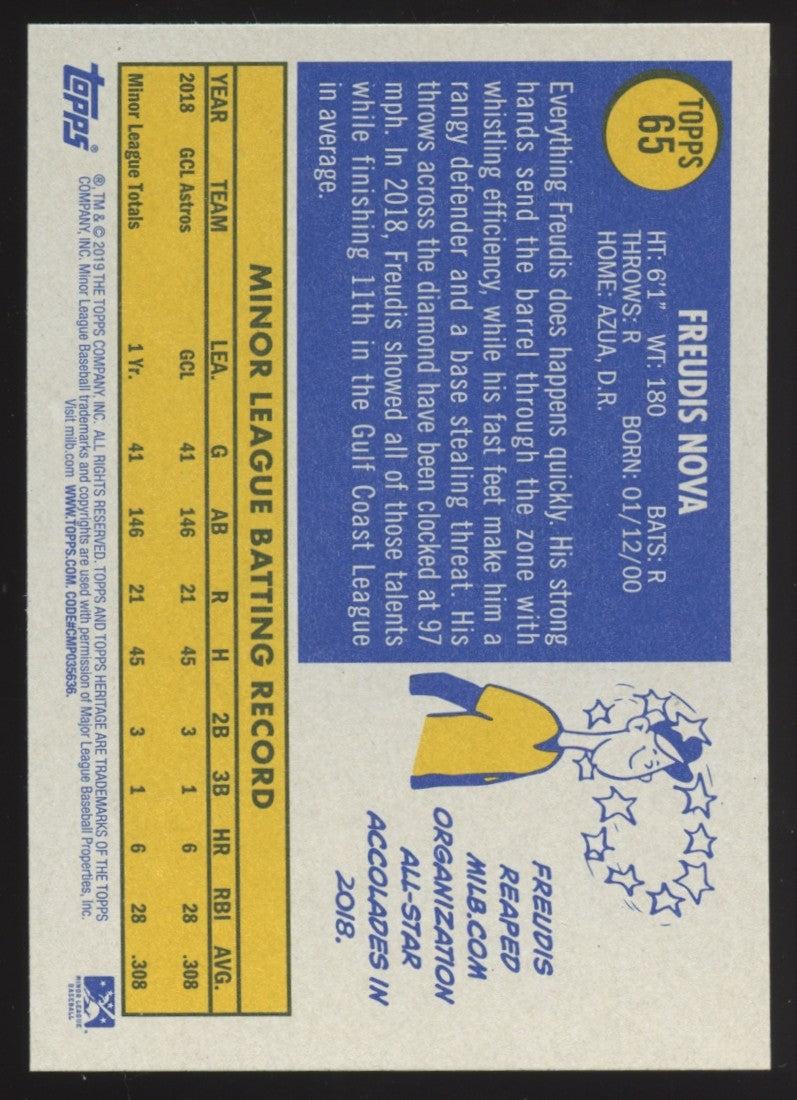 TOPPS
65
FREUDIS NOVA
HT: 6'1" WT: 180 BATS: R
THROWS: R BORN: 01/12/00
HOME: AZUA, D.R.
Everything Freudis does happens quickly. His strong
hands send the barrel through the zone with
whistling efficiency, while his fast feet make him a
rangy defender and a base stealing threat. His
throws across the diamond have been clocked at 97
mph. In 2018, Freudis showed all of those talents
while finishing 11th in the Gulf Coast League
in average.
FREUDIS
REAPED
MILB.COM
ORGANIZATION
ALL-STAR
ACCOLADES IN
2018.
MINOR LEAGUE BATTING RECORD
YEAR TEAM LEA. G AB R H 2B 3B HR RBI AVG.
2018 GCL Astros GCL 41 146 21 45 3 1 6 28 .308
Minor League Totals 1 Yr. 41 146 21 45 3 1 6 28 .308
topps®
®, TM & © 2019 THE TOPPS COMPANY, INC. ALL RIGHTS RESERVED. TOPPS AND TOPPS HERITAGE ARE TRADEMARKS OF THE TOPPS
COMPANY, INC. Minor League Baseball trademarks and copyrights are used with permission of Major League Baseball Properties, Inc.
Visit milb.com WWW.TOPPS.COM. CODE#CMP035636.
MINOR LEAGUE
BASEBALL